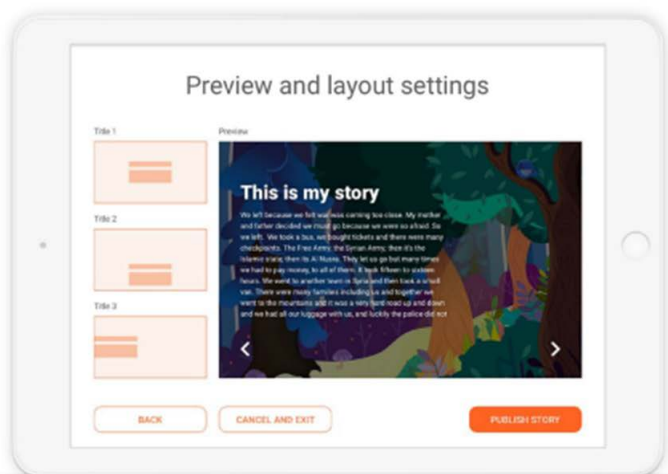 Preview and layout settings
Title 1
Preview
This is my story
We left because we felt war was coming too close. My mother
and father decided we must go because we were so afraid. So
we left. We took a bus, we bought tickets and there were many
checkpoints. The Free Army, the Syrian Army, then it's the
Islamic state, then its Al Nusra. They let us go but many times
we had to pay money, to all of them. It took fifteen to sixteen
hours. We went to another town in Syria and then took a small
van. There were many families including us and together we
went to the mountains and it was a very hard road up and down
and we had all our luggage with us, and luckily the police did not
Title 2
Title 3
BACK
CANCEL AND EXIT
PUBLISH STORY